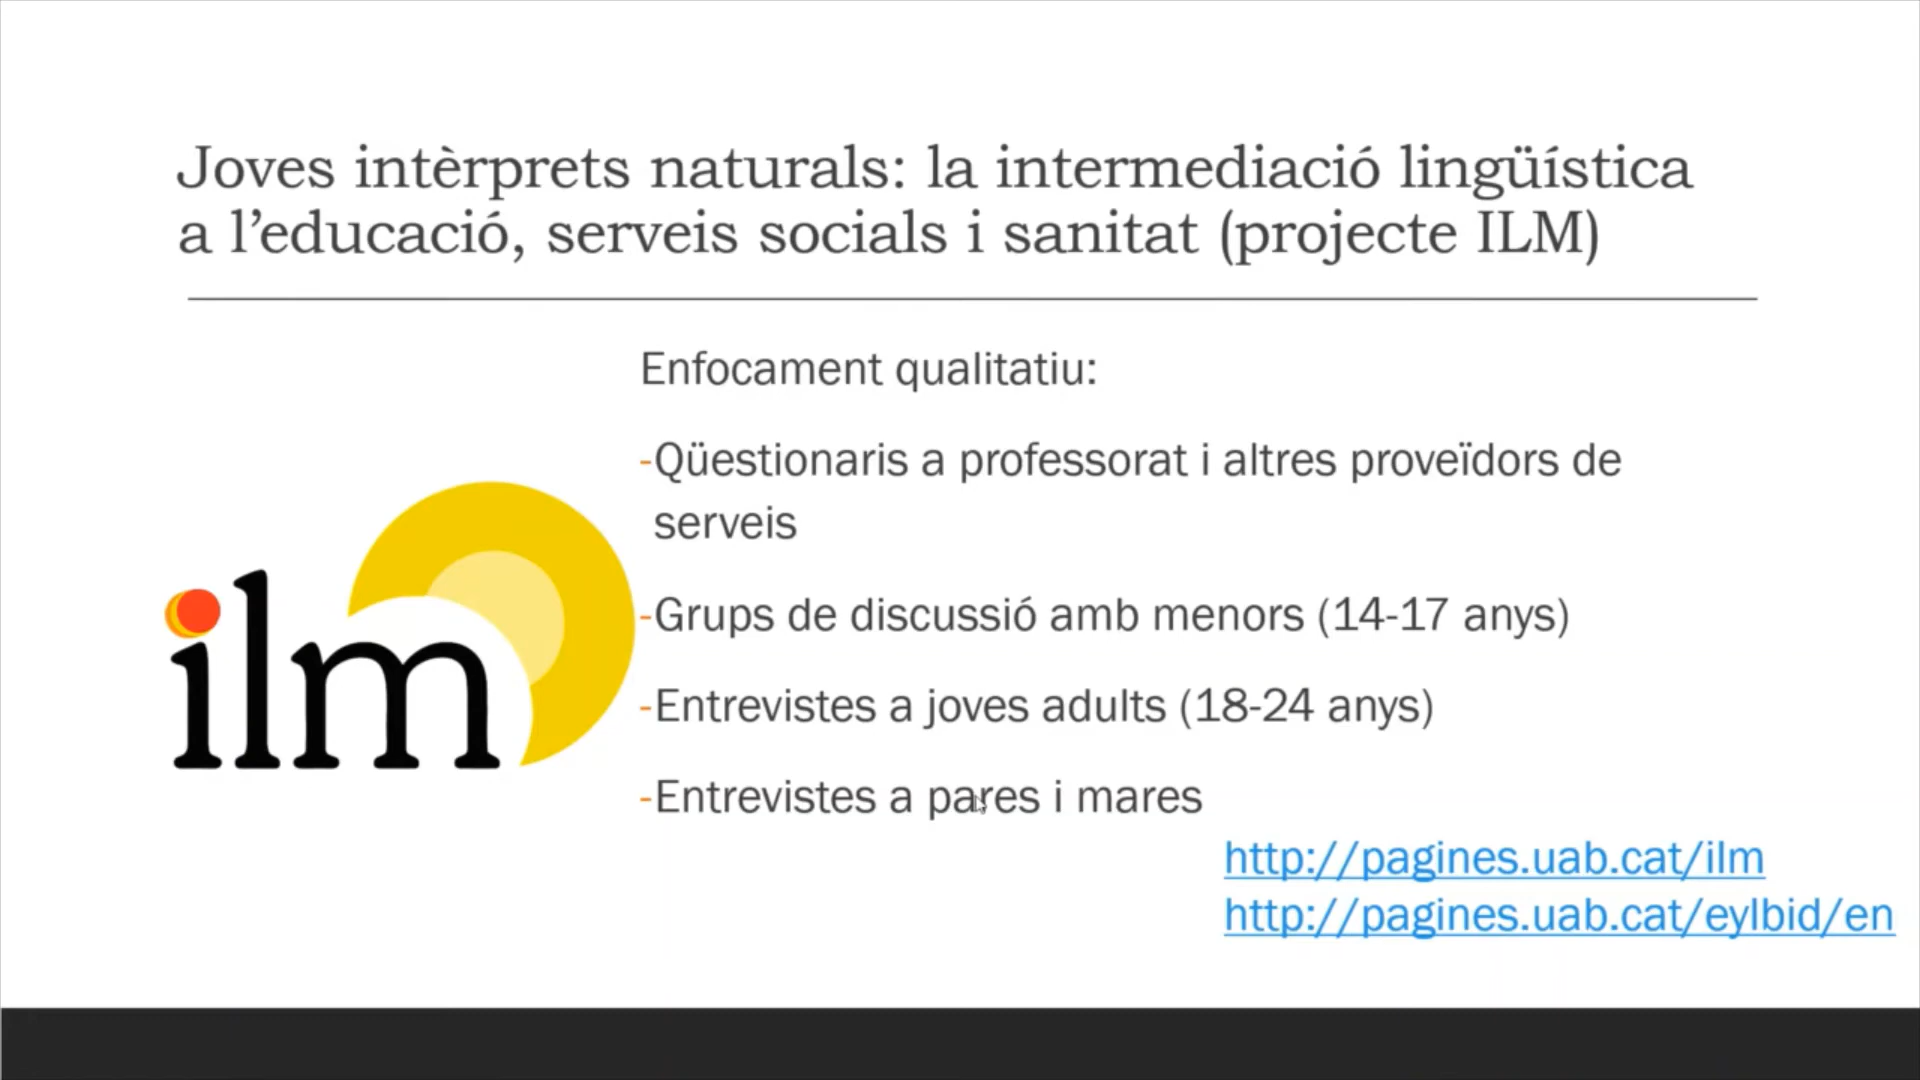 Joves intèrprets naturals: la intermediació lingüística
a l’educació, serveis socials i sanitat (projecte ILM)
Enfocament qualitatiu:
-Qüestionaris a professorat i altres proveïdors de
serveis
-Grups de discussió amb menors (14-17 anys)
-Entrevistes a joves adults (18-24 anys)
-Entrevistes a pares i mares
ilm
http://pagines.uab.cat/ilm
http://pagines.uab.cat/eylbid/en